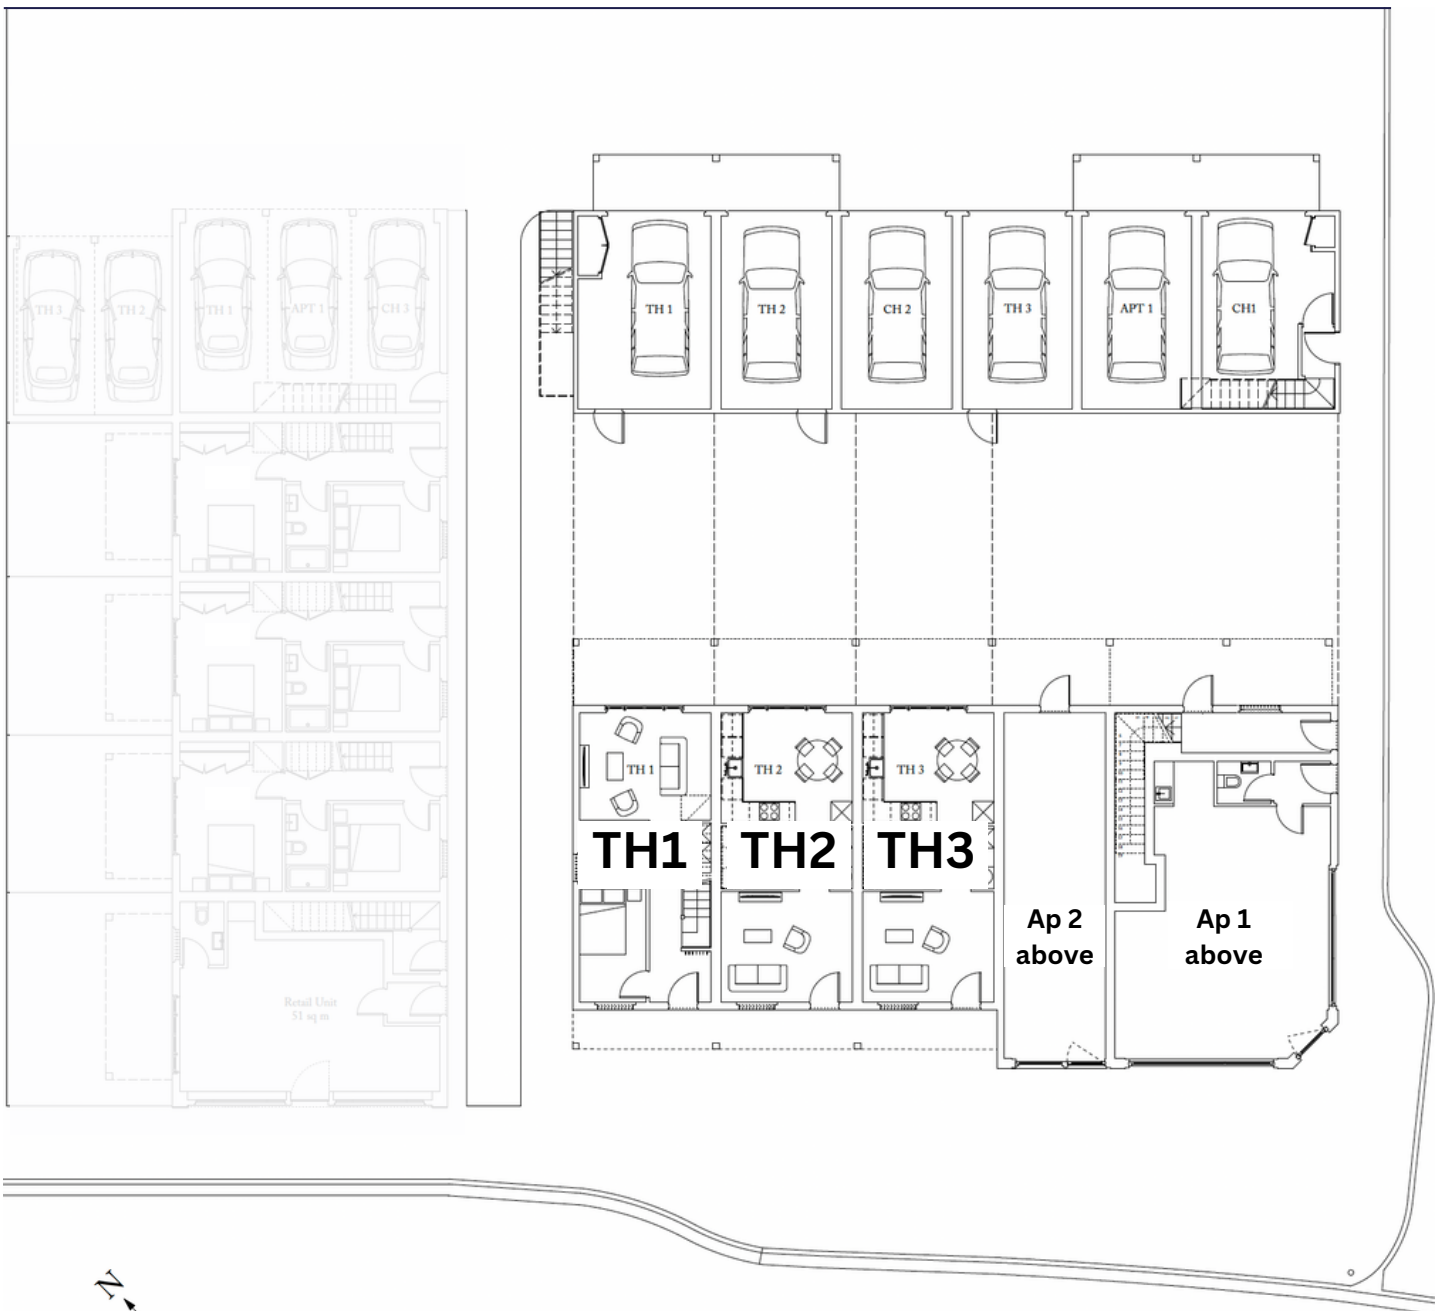 TH 3
TH 2
TH 1
APT 1
CH 3
TH 1
TH 2
CH 2
TH 3
APT 1
CH1
TH 1
TH 2
TH 3
TH1
TH2
TH3
Ap 2
above
Ap 1
above
Retail Unit
51 sq m
N